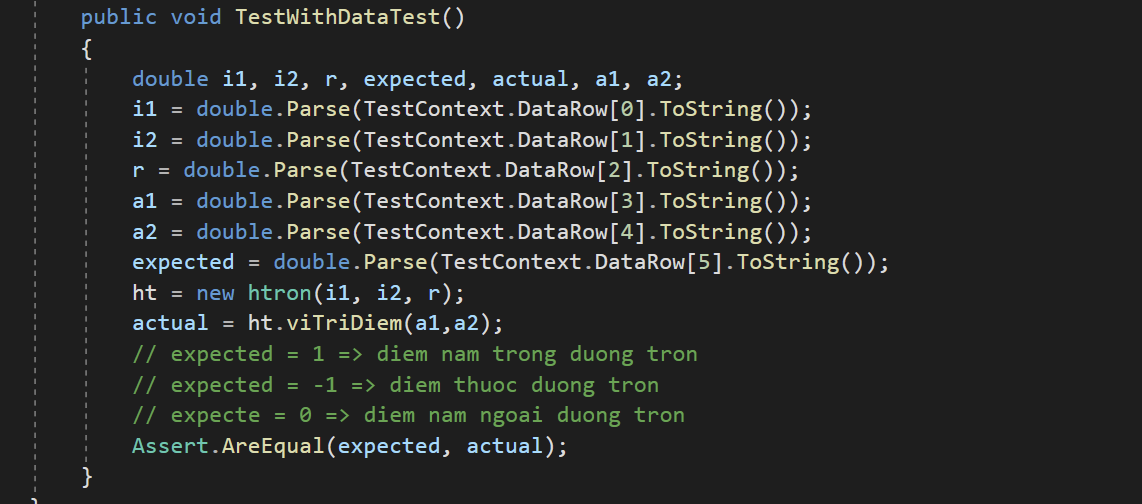 public void TestWithDataTest()
{
double i1, i2, r, expected, actual, a1, a2;
i1 = double.Parse(TestContext.DataRow[0].ToString());
i2 = double.Parse(TestContext.DataRow[1].ToString());
r = double.Parse(TestContext.DataRow[2].ToString());
a1 = double.Parse(TestContext.DataRow[3].ToString());
a2 = double.Parse(TestContext.DataRow[4].ToString());
expected = double.Parse(TestContext.DataRow[5].ToString());
ht = new htron(i1, i2, r);
actual = ht.viTriDiem(a1,a2);
// expected = 1 => diem nam trong duong tron
// expected = -1 => diem thuoc duong tron
// expecte = 0 => diem nam ngoai duong tron
Assert.AreEqual(expected, actual);
}